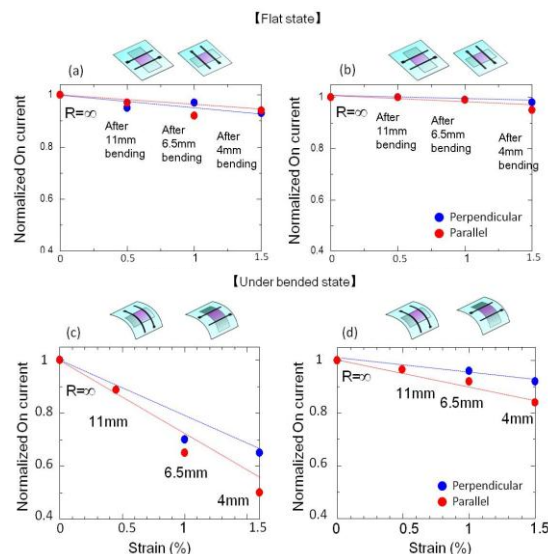 【Flat state】
(a)
(b)
Normalized On current
1
0.8
0.6
0.4
R=∞
After 11mm bending
After 6.5mm bending
After 4mm bending
0
0.5
1.0
1.5
Normalized On current
1
0.8
0.6
0.4
R=∞
After 11mm bending
After 6.5mm bending
After 4mm bending
Perpendicular
Parallel
0
0.5
1.0
1.5
【Under bended state】
(c)
(d)
Normalized On current
1
0.8
0.6
0.4
R=∞
11mm
6.5mm
4mm
0
0.5
1
1.5
Strain (%)
Normalized On current
1
0.8
0.6
0.4
R=∞
11mm
6.5mm
4mm
Perpendicular
Parallel
0
0.5
1.0
1.5
Strain (%)